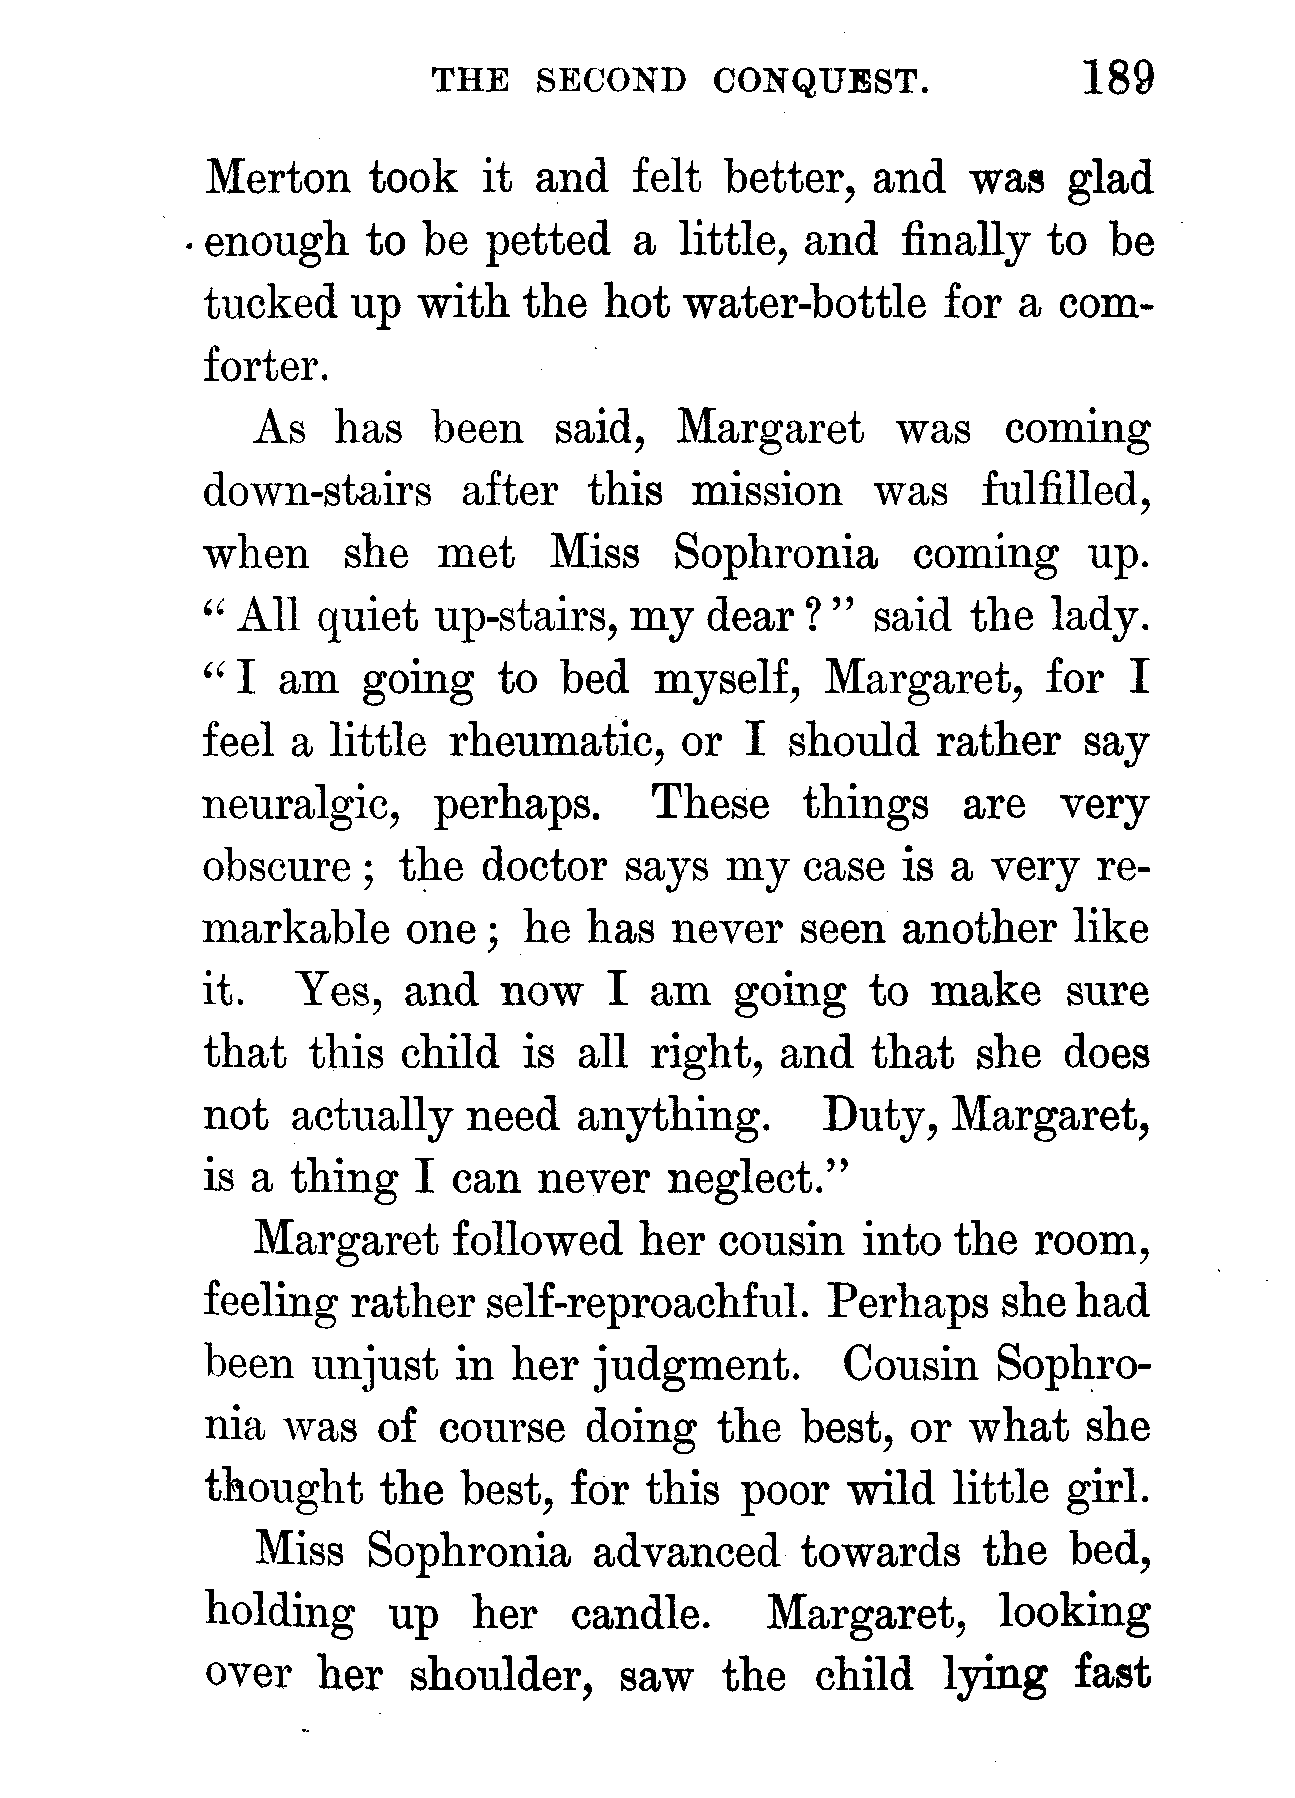 THE SECOND CONQUEST. 189
Merton took it and felt better, and was glad
enough to be petted a little, and finally to be
tucked up with the hot water-bottle for a com-
forter.
As has been said, Margaret was coming
down-stairs after this mission was fulfilled,
when she met Miss Sophronia coming up.
“ All quiet up-stairs, my dear ? ” said the lady.
“ I am going to bed myself, Margaret, for I
feel a little rheumatic, or I should rather say
neuralgic, perhaps. These things are very
obscure ; the doctor says my case is a very re-
markable one ; he has never seen another like
it. Yes, and now I am going to make sure
that this child is all right, and that she does
not actually need anything. Duty, Margaret,
is a thing I can never neglect.”
Margaret followed her cousin into the room,
feeling rather self-reproachful. Perhaps she had
been unjust in her judgment. Cousin Sophro-
nia was of course doing the best, or what she
thought the best, for this poor wild little girl.
Miss Sophronia advanced towards the bed,
holding up her candle. Margaret, looking
over her shoulder, saw the child lying fast